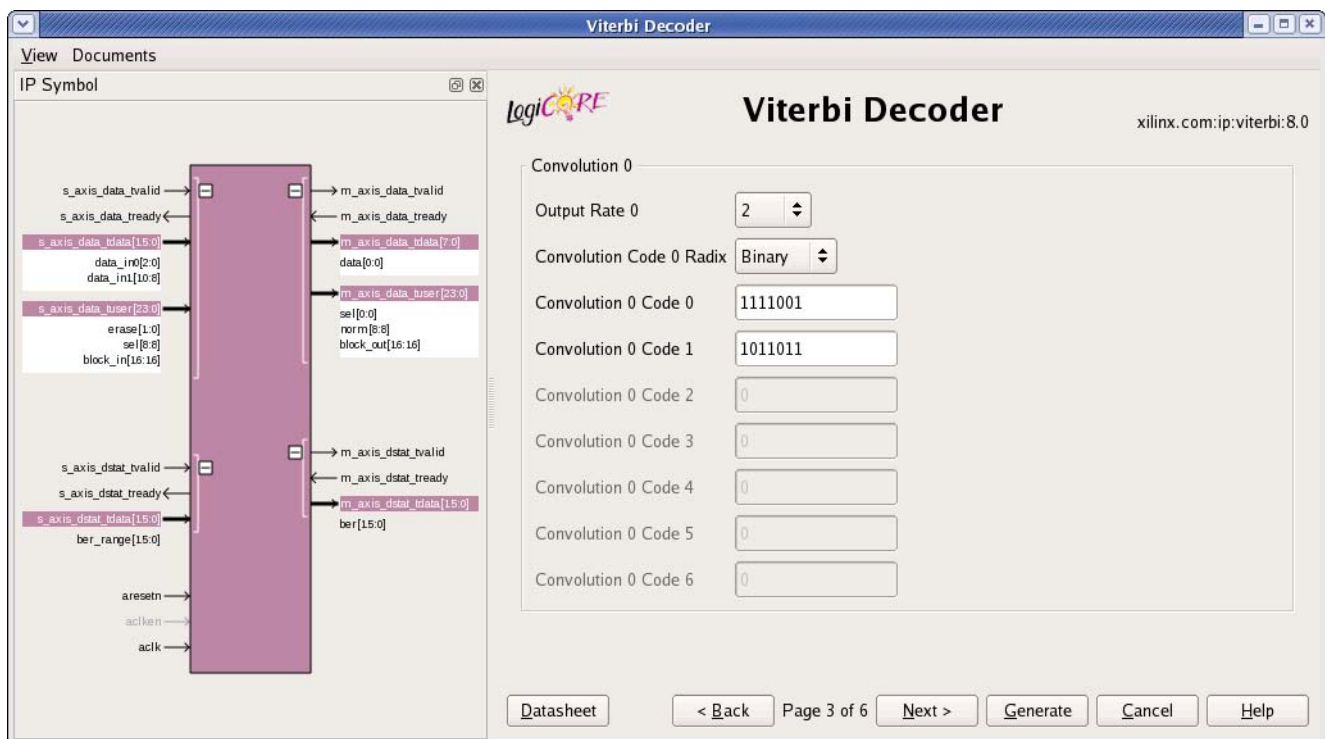 Viterbi Decoder
View Documents
IP Symbol
s_axis_data_tvalid
s_axis_data_tready
s_axis_data_tdata[15:0]
data_in0[2:0]
data_in1[10:8]
s_axis_data_tuser[23:0]
erase[1:0]
sel[8:8]
block_in[16:16]
s_axis_dstat_tvalid
s_axis_dstat_tready
s_axis_dstat_tdata[15:0]
ber_range[15:0]
aresetn
aclken
aclk
m_axis_data_tvalid
m_axis_data_tready
m_axis_data_tdata[7:0]
data[0:0]
m_axis_data_tuser[23:0]
sel[0:0]
norm[8:8]
block_out[16:16]
m_axis_dstat_tvalid
m_axis_dstat_tready
m_axis_dstat_tdata[15:0]
ber[15:0]
LogiCORE
Viterbi Decoder
xilinx.com:ip:viterbi:8.0
Convolution 0
Output Rate 0 2
Convolution Code 0 Radix Binary
Convolution 0 Code 0 1111001
Convolution 0 Code 1 1011011
Convolution 0 Code 2 0
Convolution 0 Code 3 0
Convolution 0 Code 4 0
Convolution 0 Code 5 0
Convolution 0 Code 6 0
Datasheet < Back Page 3 of 6 Next > Generate Cancel Help